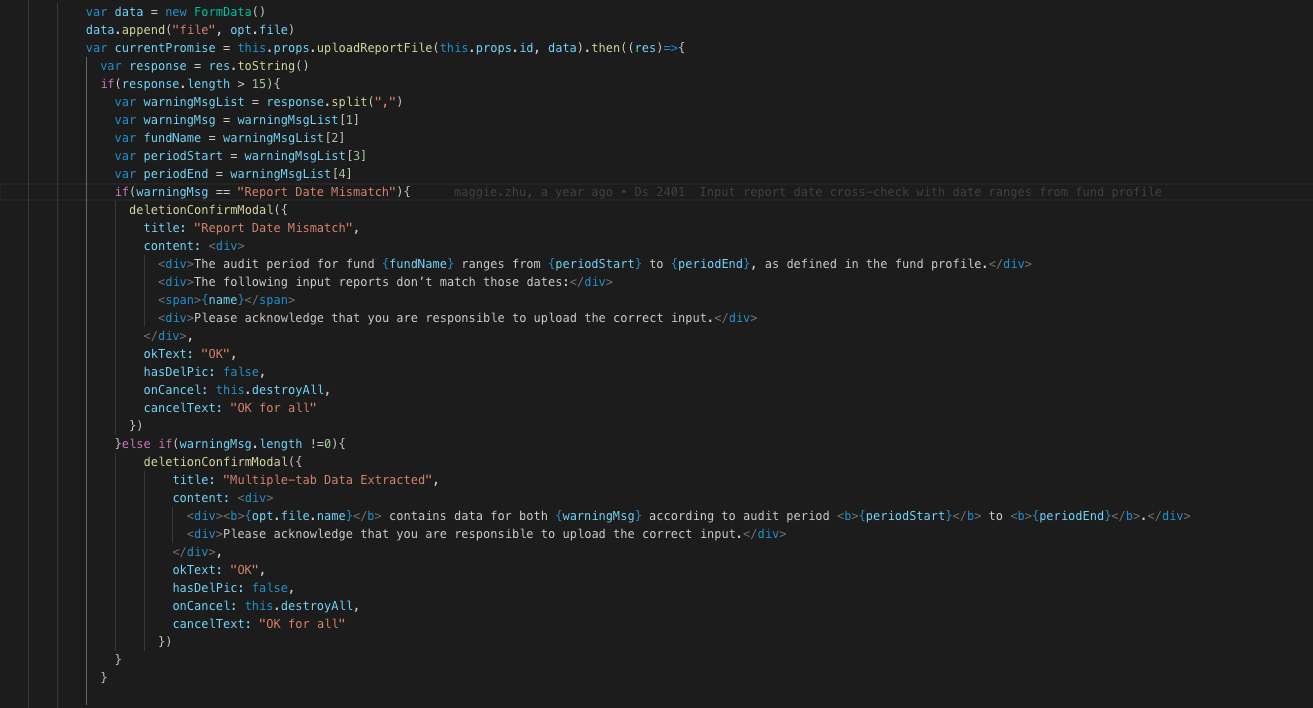 var data = new FormData()
data.append("file", opt.file)
var currentPromise = this.props.uploadReportFile(this.props.id, data).then((res)=>{
var response = res.toString()
if(response.length > 15){
var warningMsgList = response.split(",")
var warningMsg = warningMsgList[1]
var fundName = warningMsgList[2]
var periodStart = warningMsgList[3]
var periodEnd = warningMsgList[4]
if(warningMsg == "Report Date Mismatch"){ maggie.zhu, a year ago • Ds 2401 Input report date cross-check with date ranges from fund profile
deletionConfirmModal({
title: "Report Date Mismatch",
content: <div>
<div>The audit period for fund {fundName} ranges from {periodStart} to {periodEnd}, as defined in the fund profile.</div>
<div>The following input reports don’t match those dates:</div>
<span>{name}</span>
<div>Please acknowledge that you are responsible to upload the correct input.</div>
</div>,
okText: "OK",
hasDelPic: false,
onCancel: this.destroyAll,
cancelText: "OK for all"
})
}else if(warningMsg.length !=0){
deletionConfirmModal({
title: "Multiple-tab Data Extracted",
content: <div>
<div><b>{opt.file.name}</b> contains data for both {warningMsg} according to audit period <b>{periodStart}</b> to <b>{periodEnd}</b>.</div>
<div>Please acknowledge that you are responsible to upload the correct input.</div>
</div>,
okText: "OK",
hasDelPic: false,
onCancel: this.destroyAll,
cancelText: "OK for all"
})
}
}